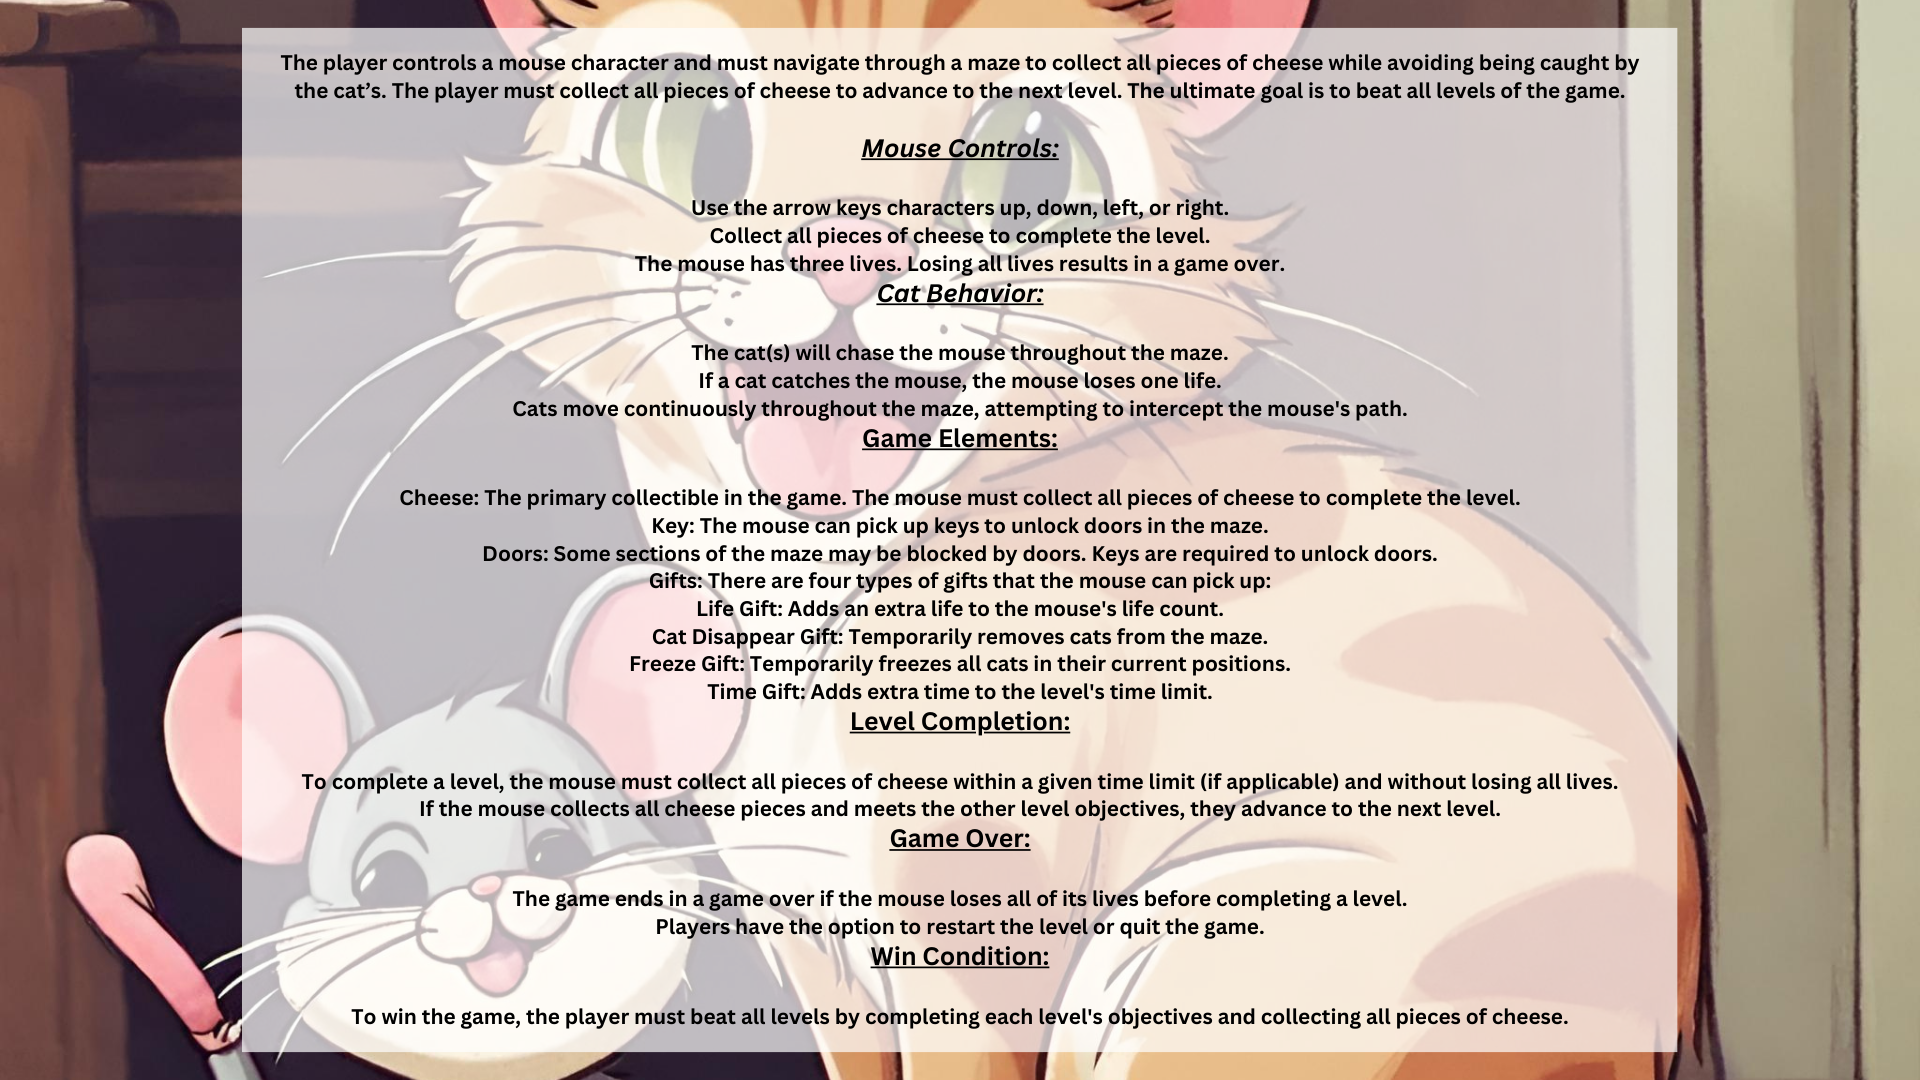 The player controls a mouse character and must navigate through a maze to collect all pieces of cheese while avoiding being caught by
the cat’s. The player must collect all pieces of cheese to advance to the next level. The ultimate goal is to beat all levels of the game.
Mouse Controls:
Use the arrow keys characters up, down, left, or right.
Collect all pieces of cheese to complete the level.
The mouse has three lives. Losing all lives results in a game over.
Cat Behavior:
The cat(s) will chase the mouse throughout the maze.
If a cat catches the mouse, the mouse loses one life.
Cats move continuously throughout the maze, attempting to intercept the mouse's path.
Game Elements:
Cheese: The primary collectible in the game. The mouse must collect all pieces of cheese to complete the level.
Key: The mouse can pick up keys to unlock doors in the maze.
Doors: Some sections of the maze may be blocked by doors. Keys are required to unlock doors.
Gifts: There are four types of gifts that the mouse can pick up:
Life Gift: Adds an extra life to the mouse's life count.
Cat Disappear Gift: Temporarily removes cats from the maze.
Freeze Gift: Temporarily freezes all cats in their current positions.
Time Gift: Adds extra time to the level's time limit.
Level Completion:
To complete a level, the mouse must collect all pieces of cheese within a given time limit (if applicable) and without losing all lives.
If the mouse collects all cheese pieces and meets the other level objectives, they advance to the next level.
Game Over:
The game ends in a game over if the mouse loses all of its lives before completing a level.
Players have the option to restart the level or quit the game.
Win Condition:
To win the game, the player must beat all levels by completing each level's objectives and collecting all pieces of cheese.